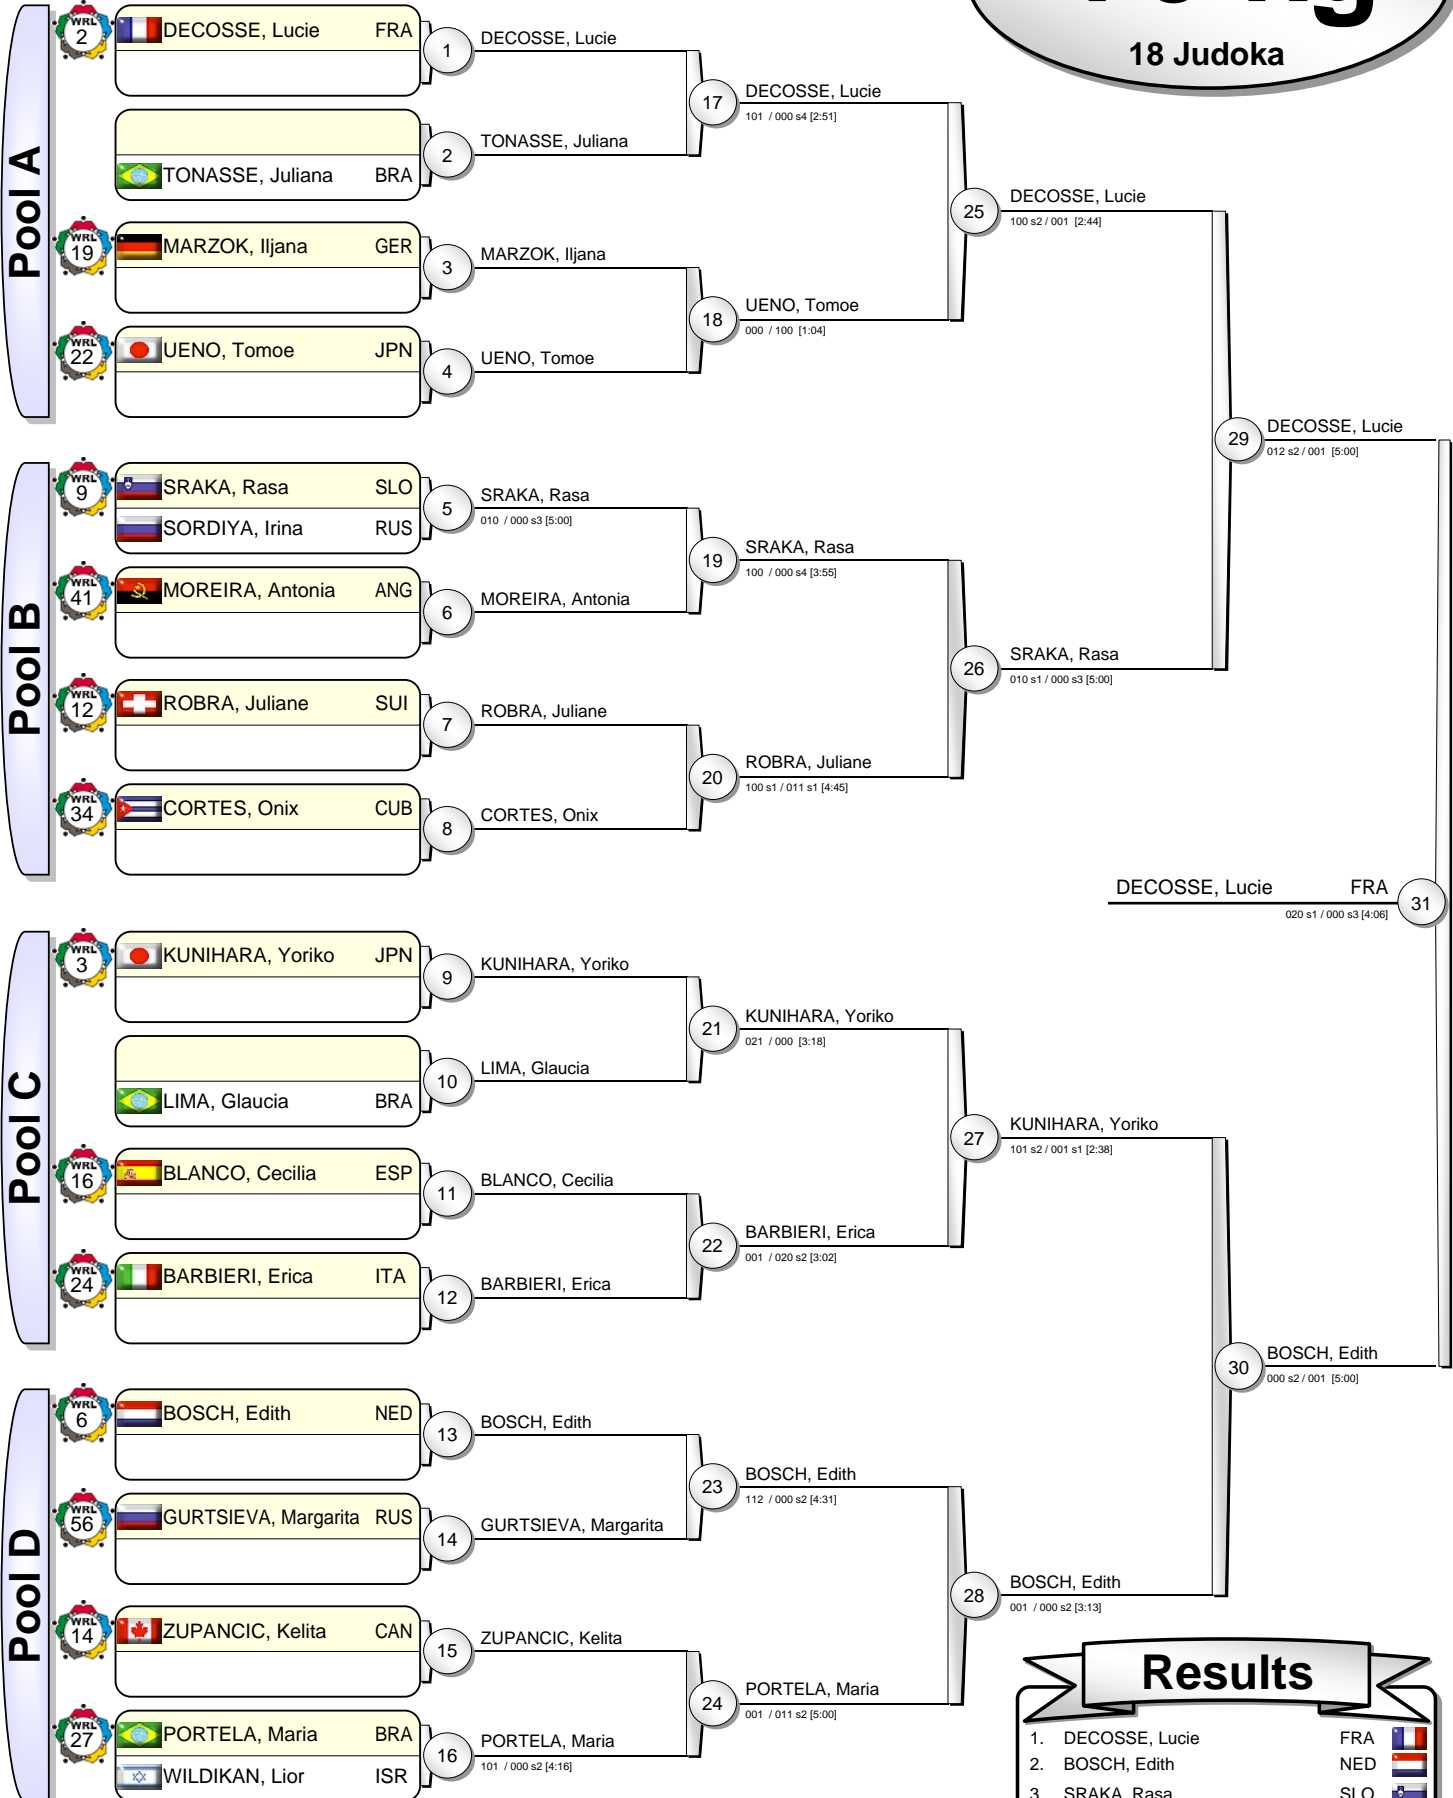 18 Judoka
Pool A
WRL 2 DECOSSE, Lucie FRA
1 DECOSSE, Lucie
TONASSE, Juliana BRA
2 TONASSE, Juliana
17 DECOSSE, Lucie
101 / 000 s4 [2:51]
WRL 19 MARZOK, Iljana GER
3 MARZOK, Iljana
WRL 22 UENO, Tomoe JPN
4 UENO, Tomoe
18 UENO, Tomoe
000 / 100 [1:04]
25 DECOSSE, Lucie
100 s2 / 001 [2:44]
Pool B
WRL 9 SRAKA, Rasa SLO
SORDIYA, Irina RUS
5 SRAKA, Rasa
010 / 000 s3 [5:00]
WRL 41 MOREIRA, Antonia ANG
6 MOREIRA, Antonia
19 SRAKA, Rasa
100 / 000 s4 [3:55]
WRL 12 ROBRA, Juliane SUI
7 ROBRA, Juliane
WRL 34 CORTES, Onix CUB
8 CORTES, Onix
20 ROBRA, Juliane
100 s1 / 011 s1 [4:45]
26 SRAKA, Rasa
010 s1 / 000 s3 [5:00]
29 DECOSSE, Lucie
012 s2 / 001 [5:00]
DECOSSE, Lucie FRA 31
020 s1 / 000 s3 [4:06]
Pool C
WRL 3 KUNIHARA, Yoriko JPN
9 KUNIHARA, Yoriko
LIMA, Glaucia BRA
10 LIMA, Glaucia
21 KUNIHARA, Yoriko
021 / 000 [3:18]
WRL 16 BLANCO, Cecilia ESP
11 BLANCO, Cecilia
WRL 24 BARBIERI, Erica ITA
12 BARBIERI, Erica
22 BARBIERI, Erica
001 / 020 s2 [3:02]
27 KUNIHARA, Yoriko
101 s2 / 001 s1 [2:38]
Pool D
WRL 6 BOSCH, Edith NED
13 BOSCH, Edith
WRL 56 GURTSIEVA, Margarita RUS
14 GURTSIEVA, Margarita
23 BOSCH, Edith
112 / 000 s2 [4:31]
WRL 14 ZUPANCIC, Kelita CAN
15 ZUPANCIC, Kelita
WRL 27 PORTELA, Maria BRA
WILDIKAN, Lior ISR
16 PORTELA, Maria
101 / 000 s2 [4:16]
24 PORTELA, Maria
001 / 011 s2 [5:00]
28 BOSCH, Edith
001 / 000 s2 [3:13]
30 BOSCH, Edith
000 s2 / 001 [5:00]
Results
1. DECOSSE, Lucie FRA
2. BOSCH, Edith NED
3. SRAKA, Rasa SLO